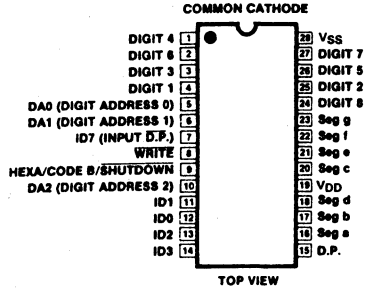 COMMON CATHODE
DIGIT 4 1 28 VSS
DIGIT 6 2 27 DIGIT 7
DIGIT 3 3 26 DIGIT 5
DIGIT 1 4 25 DIGIT 2
DA0 (DIGIT ADDRESS 0) 5 24 DIGIT 8
DA1 (DIGIT ADDRESS 1) 6 23 Seg g
ID7 (INPUT D.P.) 7 22 Seg f
WRITE 8 21 Seg e
HEXA/CODE B/SHUTDOWN 9 20 Seg c
DA2 (DIGIT ADDRESS 2) 10 19 VDD
ID1 11 18 Seg d
ID0 12 17 Seg b
ID2 13 16 Seg a
ID3 14 15 D.P.
TOP VIEW